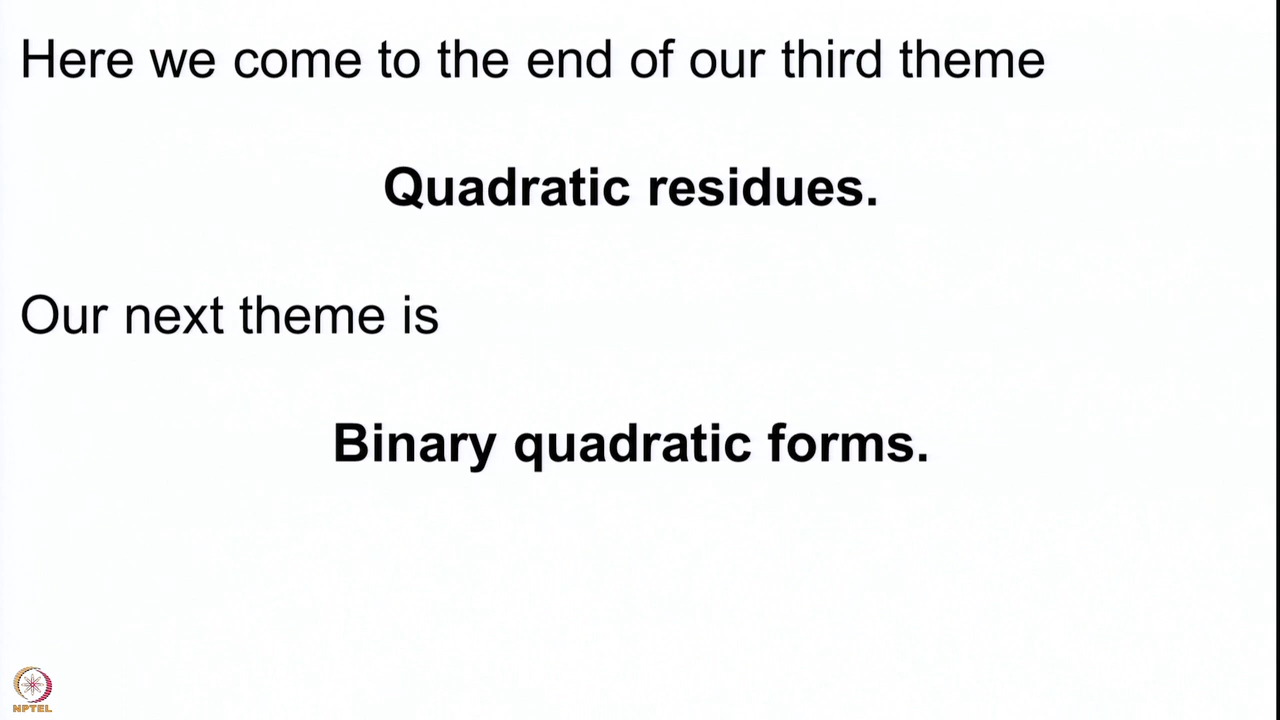 Here we come to the end of our third theme
Quadratic residues.
Our next theme is
Binary quadratic forms.
NPTEL